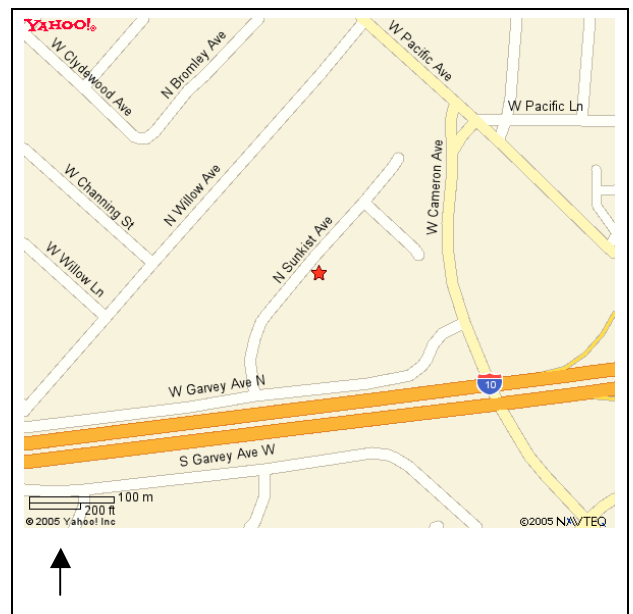 YAHOO!
W Clydewood Ave
N Bromley Ave
W Pacific Ave
W Pacific Ln
W Channing St
N Willow Ave
W Cameron Ave
N Sunkist Ave
W Willow Ln
10
W Garvey Ave N
S Garvey Ave W
100 m
200 ft
© 2005 Yahoo! Inc
©2005 NAVTEQ